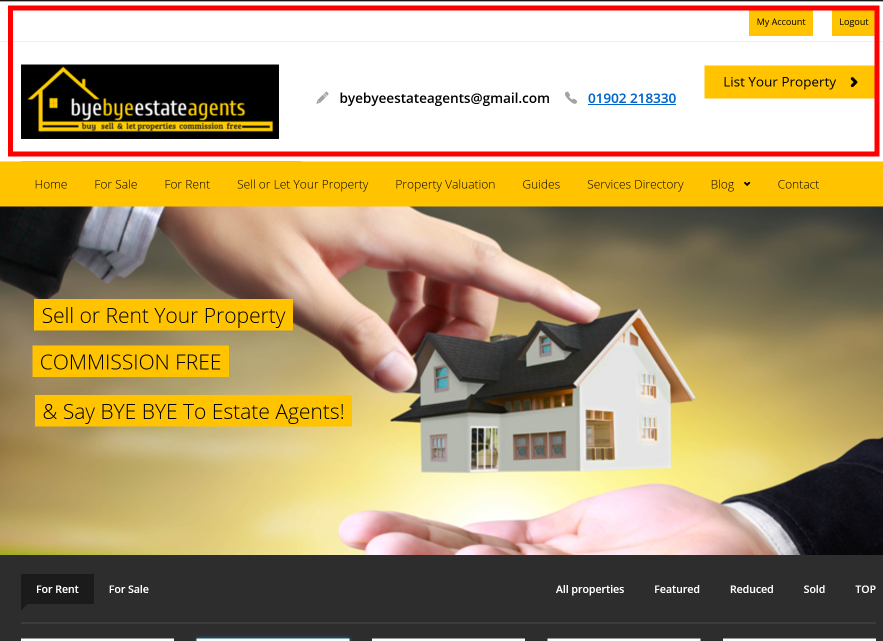 My Account Logout
byebyeestateagents
buy sell & let properties commission free
byebyeestateagents@gmail.com 01902 218330
List Your Property
Home For Sale For Rent Sell or Let Your Property Property Valuation Guides Services Directory Blog Contact
Sell or Rent Your Property
COMMISSION FREE
& Say BYE BYE To Estate Agents!
For Rent For Sale All properties Featured Reduced Sold TOP